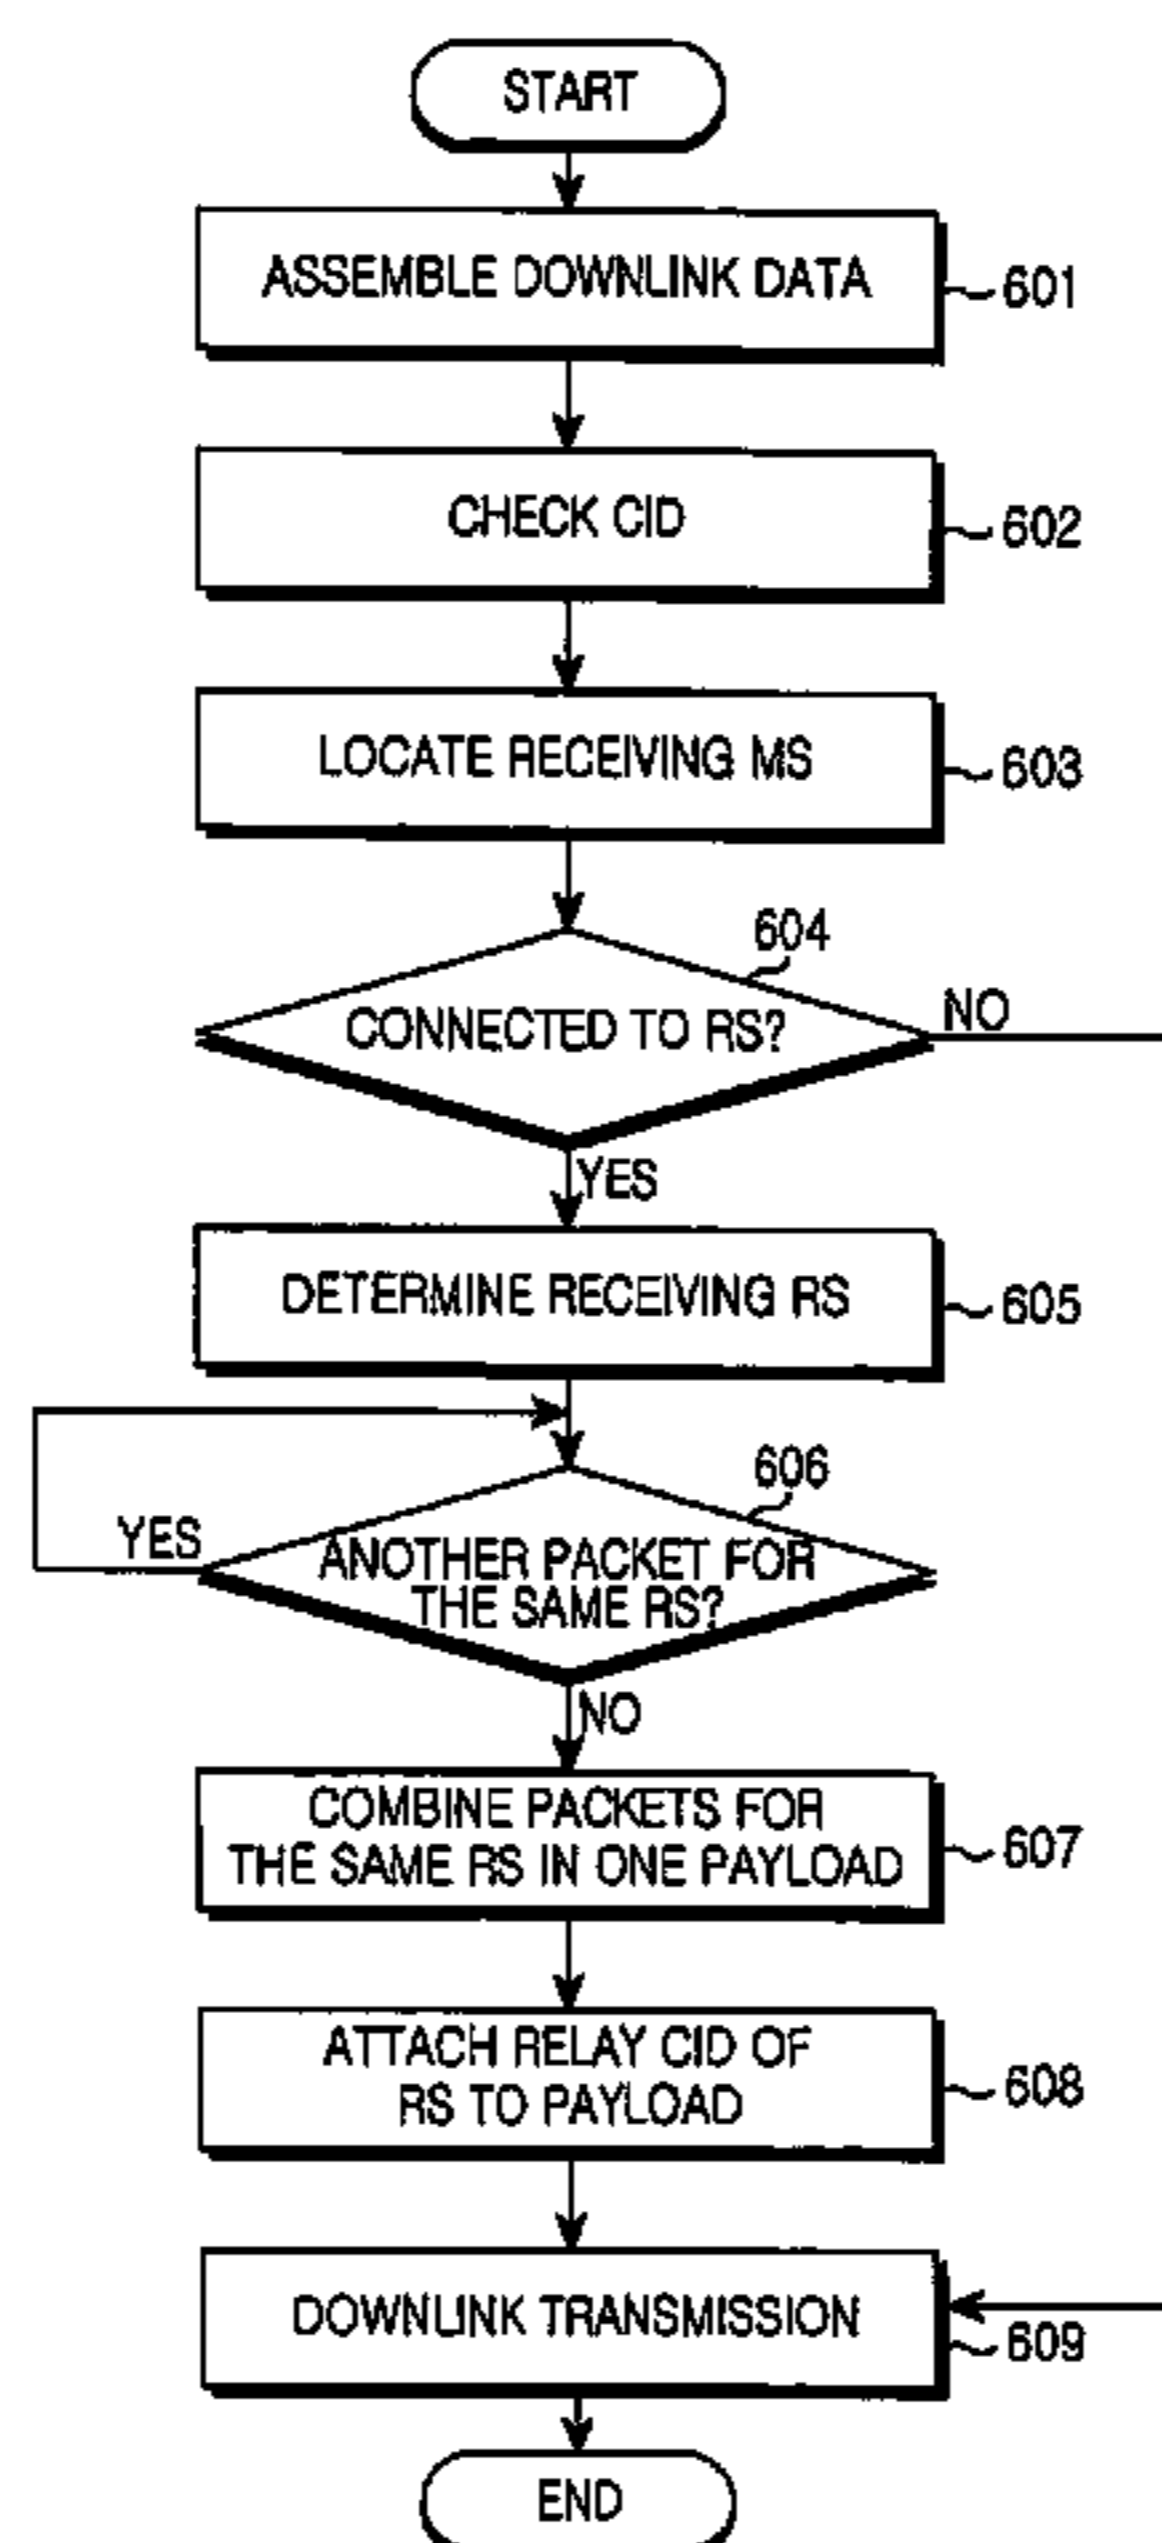 START
ASSEMBLE DOWNLINK DATA
601
CHECK CID
602
LOCATE RECEIVING MS
603
604
CONNECTED TO RS?
NO
YES
DETERMINE RECEIVING RS
605
606
YES
ANOTHER PACKET FOR
THE SAME RS?
NO
COMBINE PACKETS FOR
THE SAME RS IN ONE PAYLOAD
607
ATTACH RELAY CID OF
RS TO PAYLOAD
608
DOWNLINK TRANSMISSION
609
END